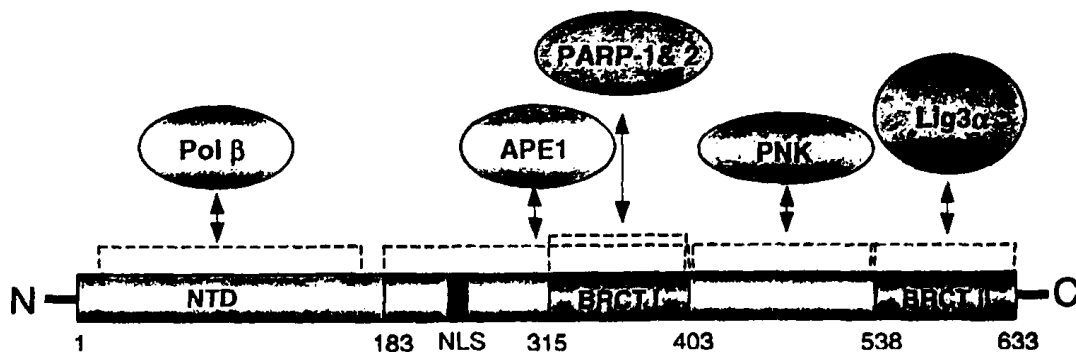 PARP-1& 2
Lig3α
Pol β
APE1
PNK
N
NTD
BRCT I
BRCT II
C
1
183
NLS
315
403
538
633